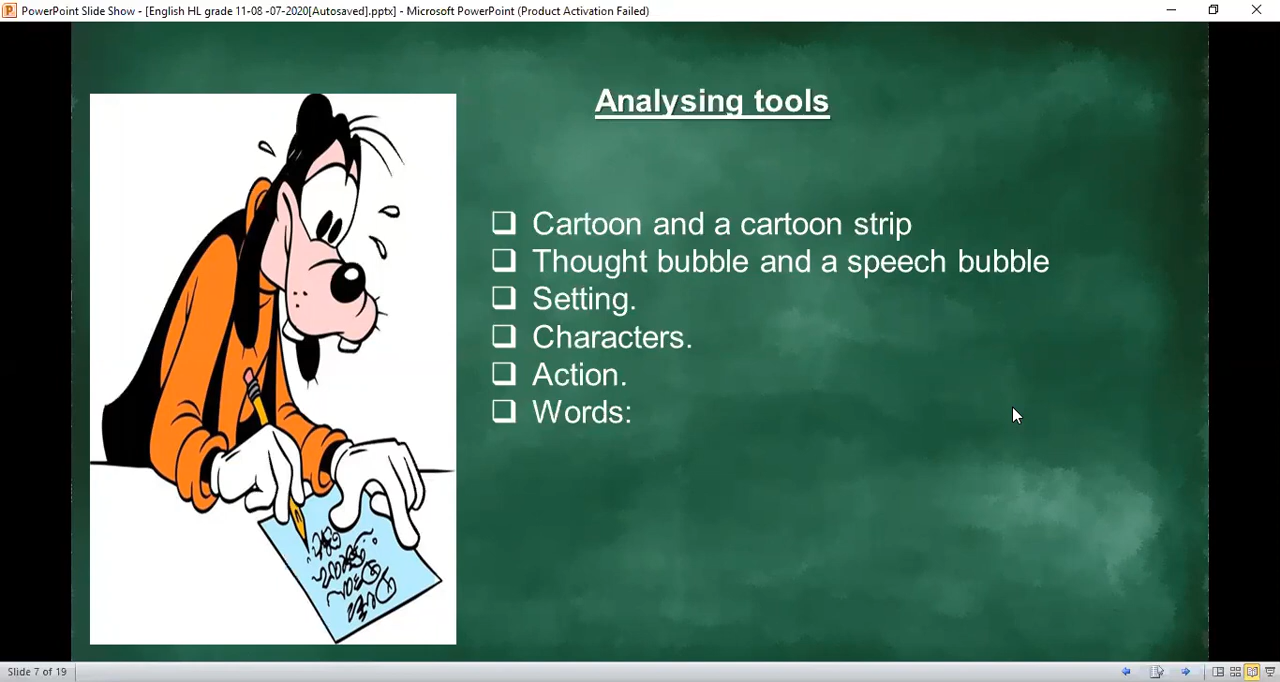 PowerPoint Slide Show - [English HL grade 11-08 -07-2020[Autosaved].pptx] - Microsoft PowerPoint (Product Activation Failed)
Analysing tools
Cartoon and a cartoon strip
Thought bubble and a speech bubble
Setting.
Characters.
Action.
Words:
Slide 7 of 19